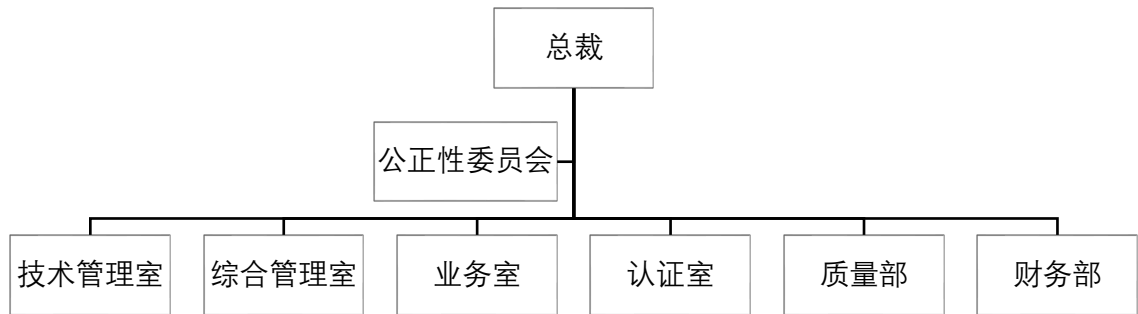 总裁
公正性委员会
技术管理室
综合管理室
业务室
认证室
质量部
财务部